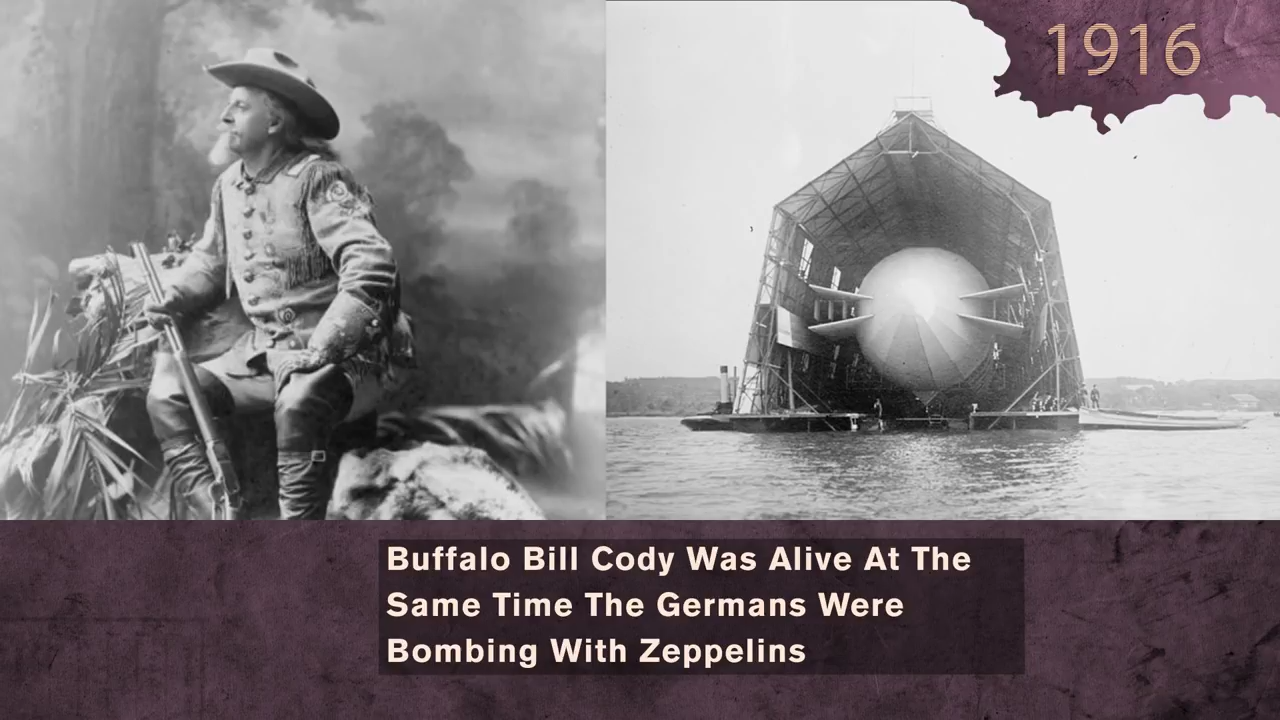 1916
Buffalo Bill Cody Was Alive At The
Same Time The Germans Were
Bombing With Zeppelins